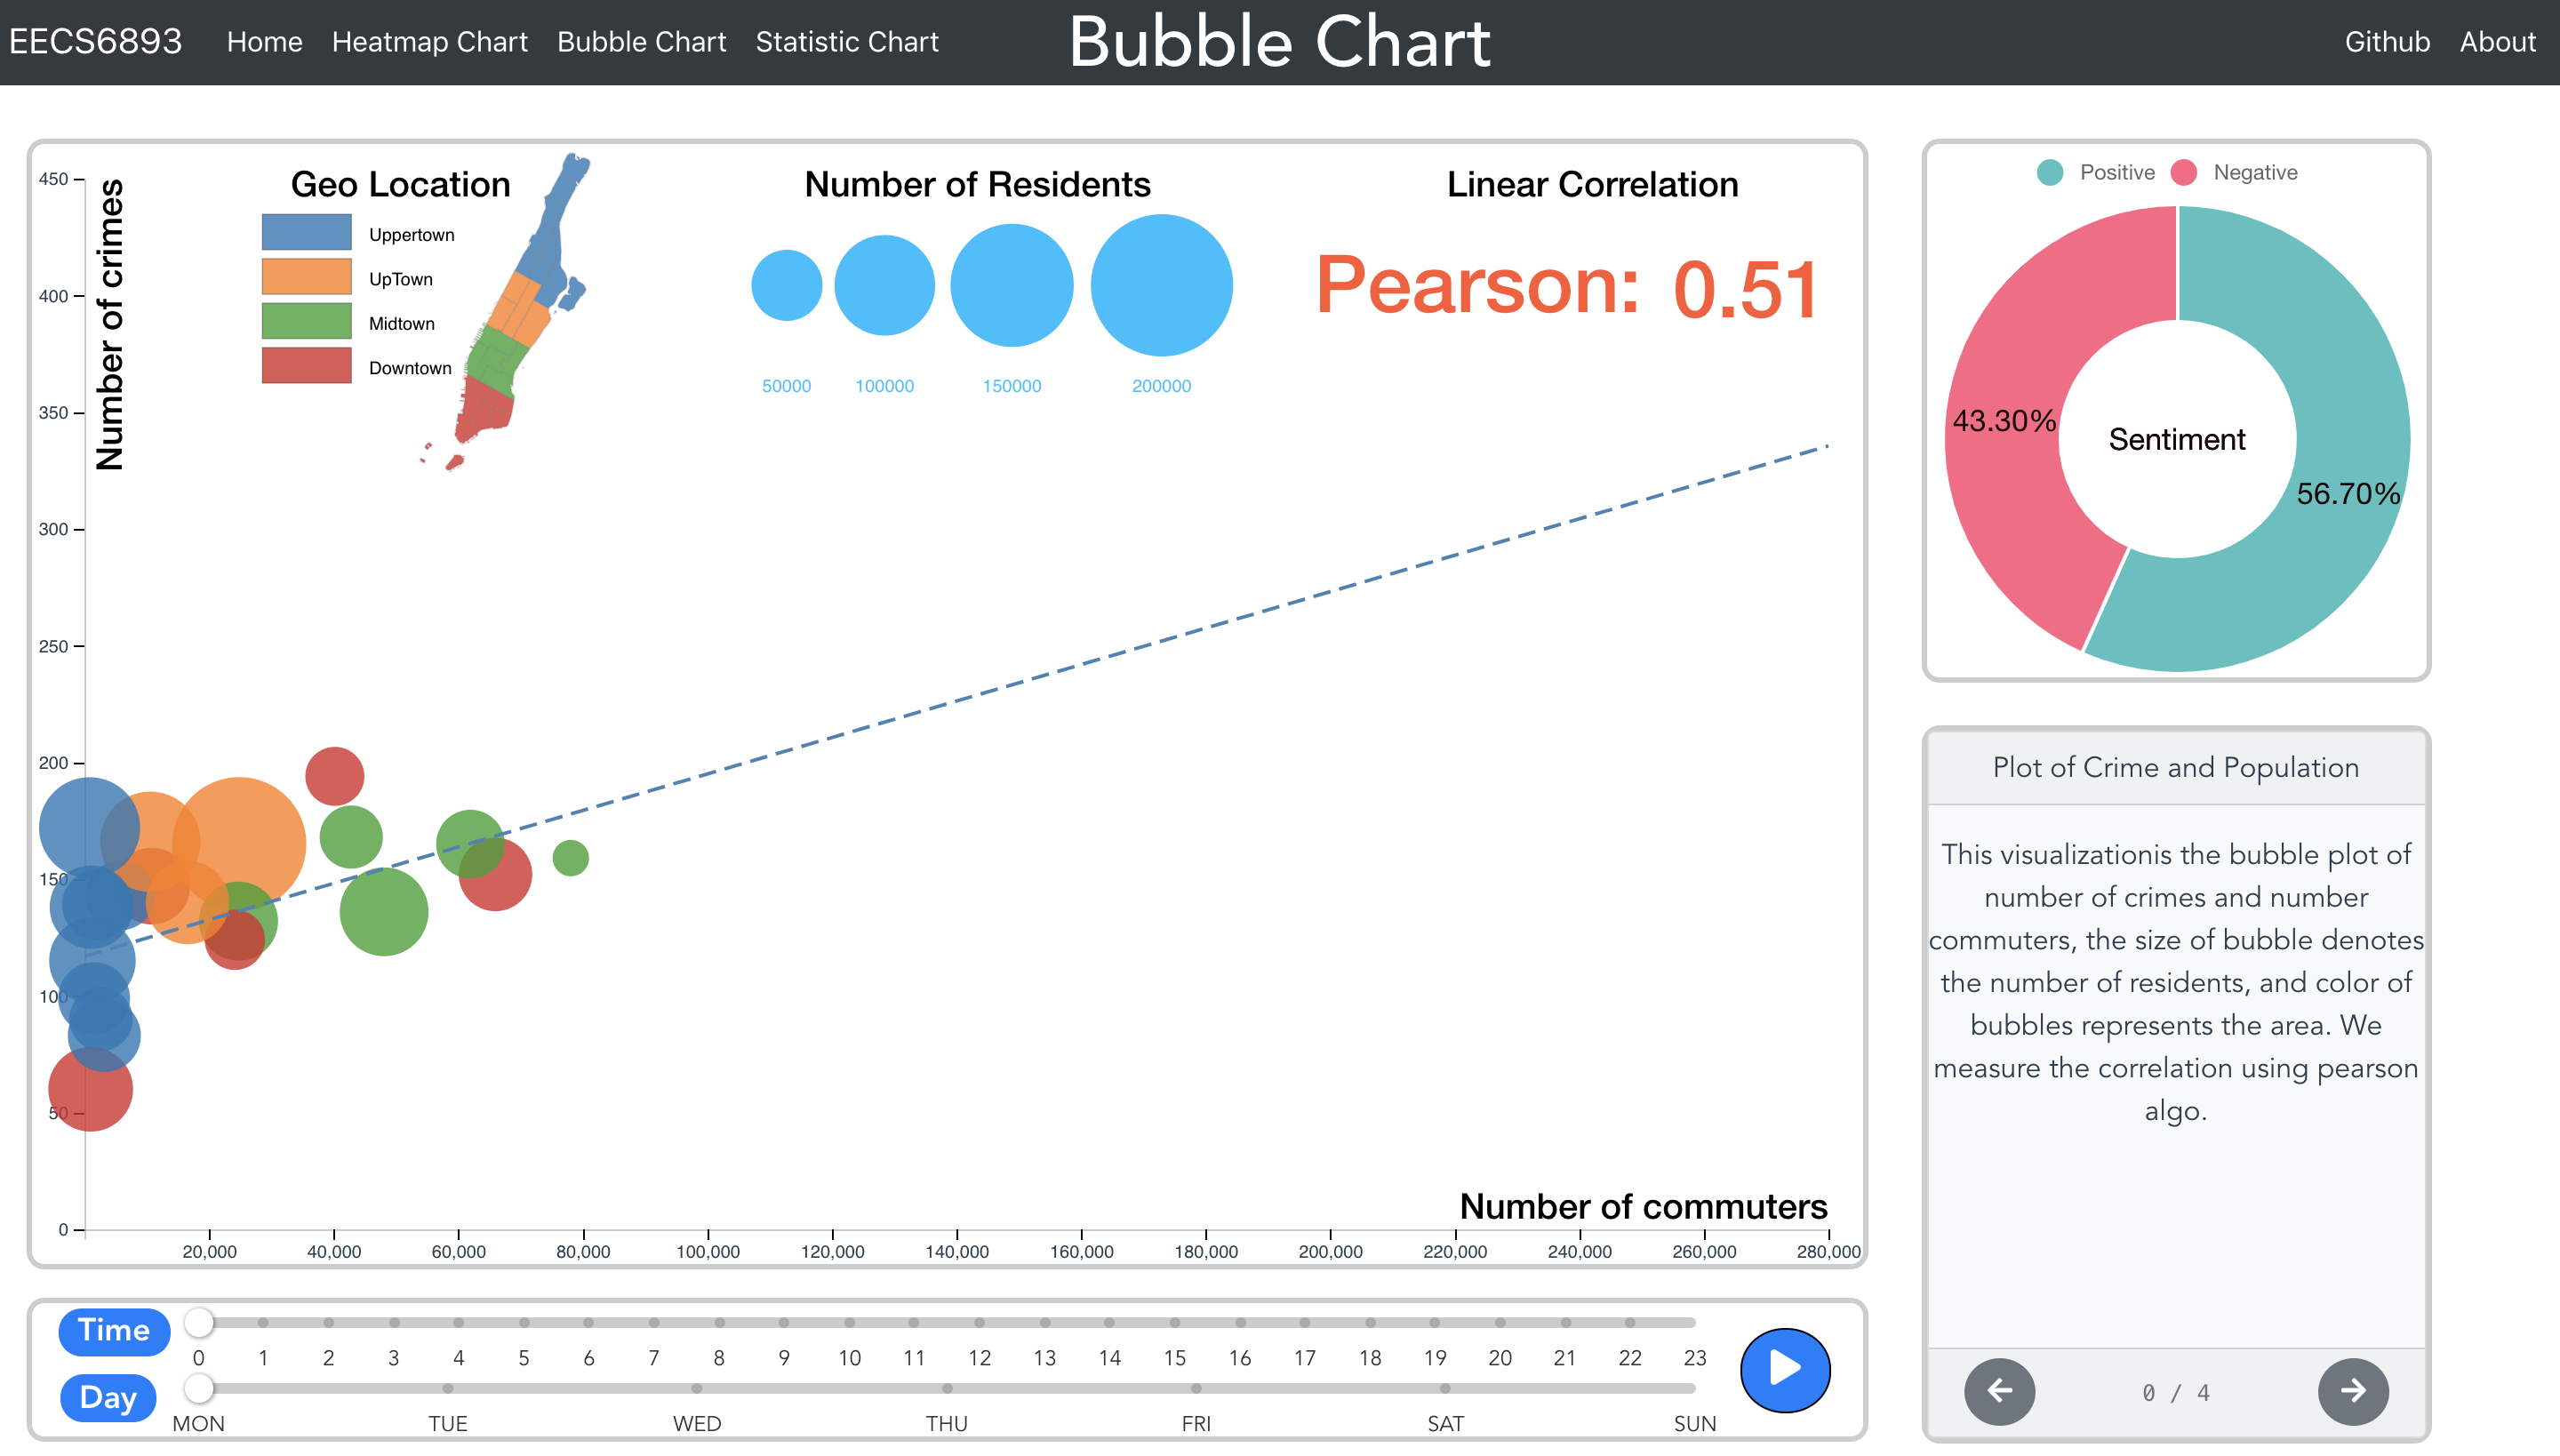 EECS6893 Home Heatmap Chart Bubble Chart Statistic Chart Bubble Chart Github About
Number of crimes
450
400
350
300
250
200
150
100
50
0
Geo Location
Uppertown
UpTown
Midtown
Downtown
Number of Residents
50000 100000 150000 200000
Linear Correlation
Pearson: 0.51
Number of commuters
20,000 40,000 60,000 80,000 100,000 120,000 140,000 160,000 180,000 200,000 220,000 240,000 260,000 280,000
Positive Negative
43.30%
Sentiment
56.70%
Plot of Crime and Population
This visualizationis the bubble plot of
number of crimes and number
commuters, the size of bubble denotes
the number of residents, and color of
bubbles represents the area. We
measure the correlation using pearson
algo.
0 / 4
Time
0 1 2 3 4 5 6 7 8 9 10 11 12 13 14 15 16 17 18 19 20 21 22 23
Day
MON TUE WED THU FRI SAT SUN